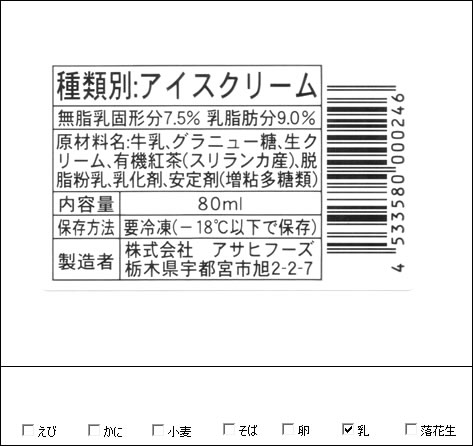 種類別:アイスクリーム
無脂乳固形分7.5% 乳脂肪分9.0%
原材料名:牛乳、グラニュー糖、生ク
リーム、有機紅茶(スリランカ産)、脱
脂粉乳、乳化剤、安定剤(増粘多糖類)
内容量 80ml
保存方法 要冷凍(－18℃以下で保存)
製造者 株式会社 アサヒフーズ
栃木県宇都宮市旭2-2-7
4 533580 000246
えび かに 小麦 そば 卵 乳 落花生